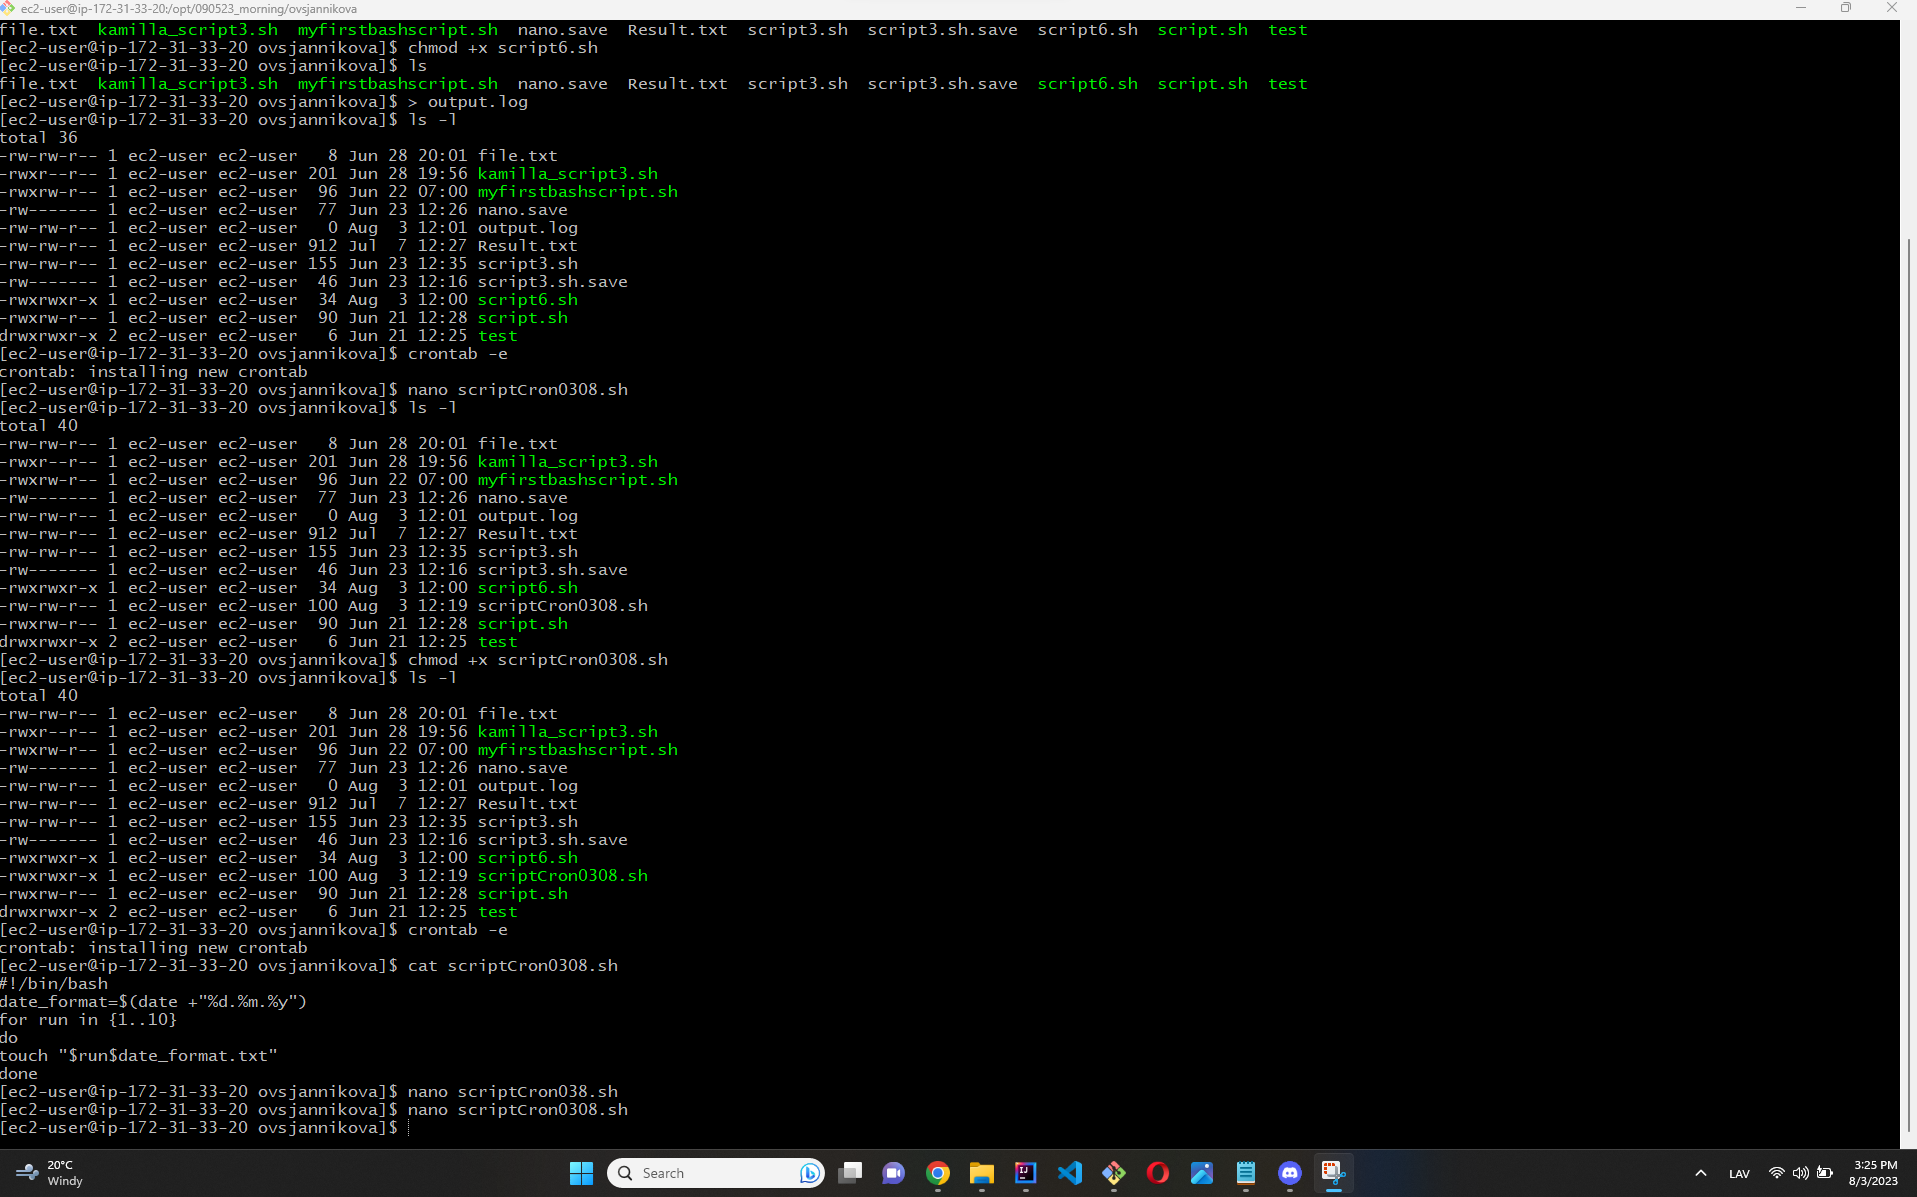 ec2-user@ip-172-31-33-20:/opt/090523_morning/ovsjannikova
file.txt  kamilla_script3.sh  myfirstbashscript.sh  nano.save  Result.txt  script3.sh  script3.sh.save  script6.sh  script.sh  test
[ec2-user@ip-172-31-33-20 ovsjannikova]$ chmod +x script6.sh
[ec2-user@ip-172-31-33-20 ovsjannikova]$ ls
file.txt  kamilla_script3.sh  myfirstbashscript.sh  nano.save  Result.txt  script3.sh  script3.sh.save  script6.sh  script.sh  test
[ec2-user@ip-172-31-33-20 ovsjannikova]$ > output.log
[ec2-user@ip-172-31-33-20 ovsjannikova]$ ls -l
total 36
-rw-rw-r-- 1 ec2-user ec2-user   8 Jun 28 20:01 file.txt
-rwxr--r-- 1 ec2-user ec2-user 201 Jun 28 19:56 kamilla_script3.sh
-rwxrw-r-- 1 ec2-user ec2-user  96 Jun 22 07:00 myfirstbashscript.sh
-rw------- 1 ec2-user ec2-user  77 Jun 23 12:26 nano.save
-rw-rw-r-- 1 ec2-user ec2-user   0 Aug  3 12:01 output.log
-rw-rw-r-- 1 ec2-user ec2-user 912 Jul  7 12:27 Result.txt
-rw-rw-r-- 1 ec2-user ec2-user 155 Jun 23 12:35 script3.sh
-rw------- 1 ec2-user ec2-user  46 Jun 23 12:16 script3.sh.save
-rwxrwxr-x 1 ec2-user ec2-user  34 Aug  3 12:00 script6.sh
-rwxrw-r-- 1 ec2-user ec2-user  90 Jun 21 12:28 script.sh
drwxrwxr-x 2 ec2-user ec2-user   6 Jun 21 12:25 test
[ec2-user@ip-172-31-33-20 ovsjannikova]$ crontab -e
crontab: installing new crontab
[ec2-user@ip-172-31-33-20 ovsjannikova]$ nano scriptCron0308.sh
[ec2-user@ip-172-31-33-20 ovsjannikova]$ ls -l
total 40
-rw-rw-r-- 1 ec2-user ec2-user   8 Jun 28 20:01 file.txt
-rwxr--r-- 1 ec2-user ec2-user 201 Jun 28 19:56 kamilla_script3.sh
-rwxrw-r-- 1 ec2-user ec2-user  96 Jun 22 07:00 myfirstbashscript.sh
-rw------- 1 ec2-user ec2-user  77 Jun 23 12:26 nano.save
-rw-rw-r-- 1 ec2-user ec2-user   0 Aug  3 12:01 output.log
-rw-rw-r-- 1 ec2-user ec2-user 912 Jul  7 12:27 Result.txt
-rw-rw-r-- 1 ec2-user ec2-user 155 Jun 23 12:35 script3.sh
-rw------- 1 ec2-user ec2-user  46 Jun 23 12:16 script3.sh.save
-rwxrwxr-x 1 ec2-user ec2-user  34 Aug  3 12:00 script6.sh
-rw-rw-r-- 1 ec2-user ec2-user 100 Aug  3 12:19 scriptCron0308.sh
-rwxrw-r-- 1 ec2-user ec2-user  90 Jun 21 12:28 script.sh
drwxrwxr-x 2 ec2-user ec2-user   6 Jun 21 12:25 test
[ec2-user@ip-172-31-33-20 ovsjannikova]$ chmod +x scriptCron0308.sh
[ec2-user@ip-172-31-33-20 ovsjannikova]$ ls -l
total 40
-rw-rw-r-- 1 ec2-user ec2-user   8 Jun 28 20:01 file.txt
-rwxr--r-- 1 ec2-user ec2-user 201 Jun 28 19:56 kamilla_script3.sh
-rwxrw-r-- 1 ec2-user ec2-user  96 Jun 22 07:00 myfirstbashscript.sh
-rw------- 1 ec2-user ec2-user  77 Jun 23 12:26 nano.save
-rw-rw-r-- 1 ec2-user ec2-user   0 Aug  3 12:01 output.log
-rw-rw-r-- 1 ec2-user ec2-user 912 Jul  7 12:27 Result.txt
-rw-rw-r-- 1 ec2-user ec2-user 155 Jun 23 12:35 script3.sh
-rw------- 1 ec2-user ec2-user  46 Jun 23 12:16 script3.sh.save
-rwxrwxr-x 1 ec2-user ec2-user  34 Aug  3 12:00 script6.sh
-rwxrwxr-x 1 ec2-user ec2-user 100 Aug  3 12:19 scriptCron0308.sh
-rwxrw-r-- 1 ec2-user ec2-user  90 Jun 21 12:28 script.sh
drwxrwxr-x 2 ec2-user ec2-user   6 Jun 21 12:25 test
[ec2-user@ip-172-31-33-20 ovsjannikova]$ crontab -e
crontab: installing new crontab
[ec2-user@ip-172-31-33-20 ovsjannikova]$ cat scriptCron0308.sh
#!/bin/bash
date_format=$(date +"%d.%m.%y")
for run in {1..10}
do
touch "$run$date_format.txt"
done
[ec2-user@ip-172-31-33-20 ovsjannikova]$ nano scriptCron038.sh
[ec2-user@ip-172-31-33-20 ovsjannikova]$ nano scriptCron0308.sh
[ec2-user@ip-172-31-33-20 ovsjannikova]$
20°C
Windy
Search
LAV
3:25 PM
8/3/2023